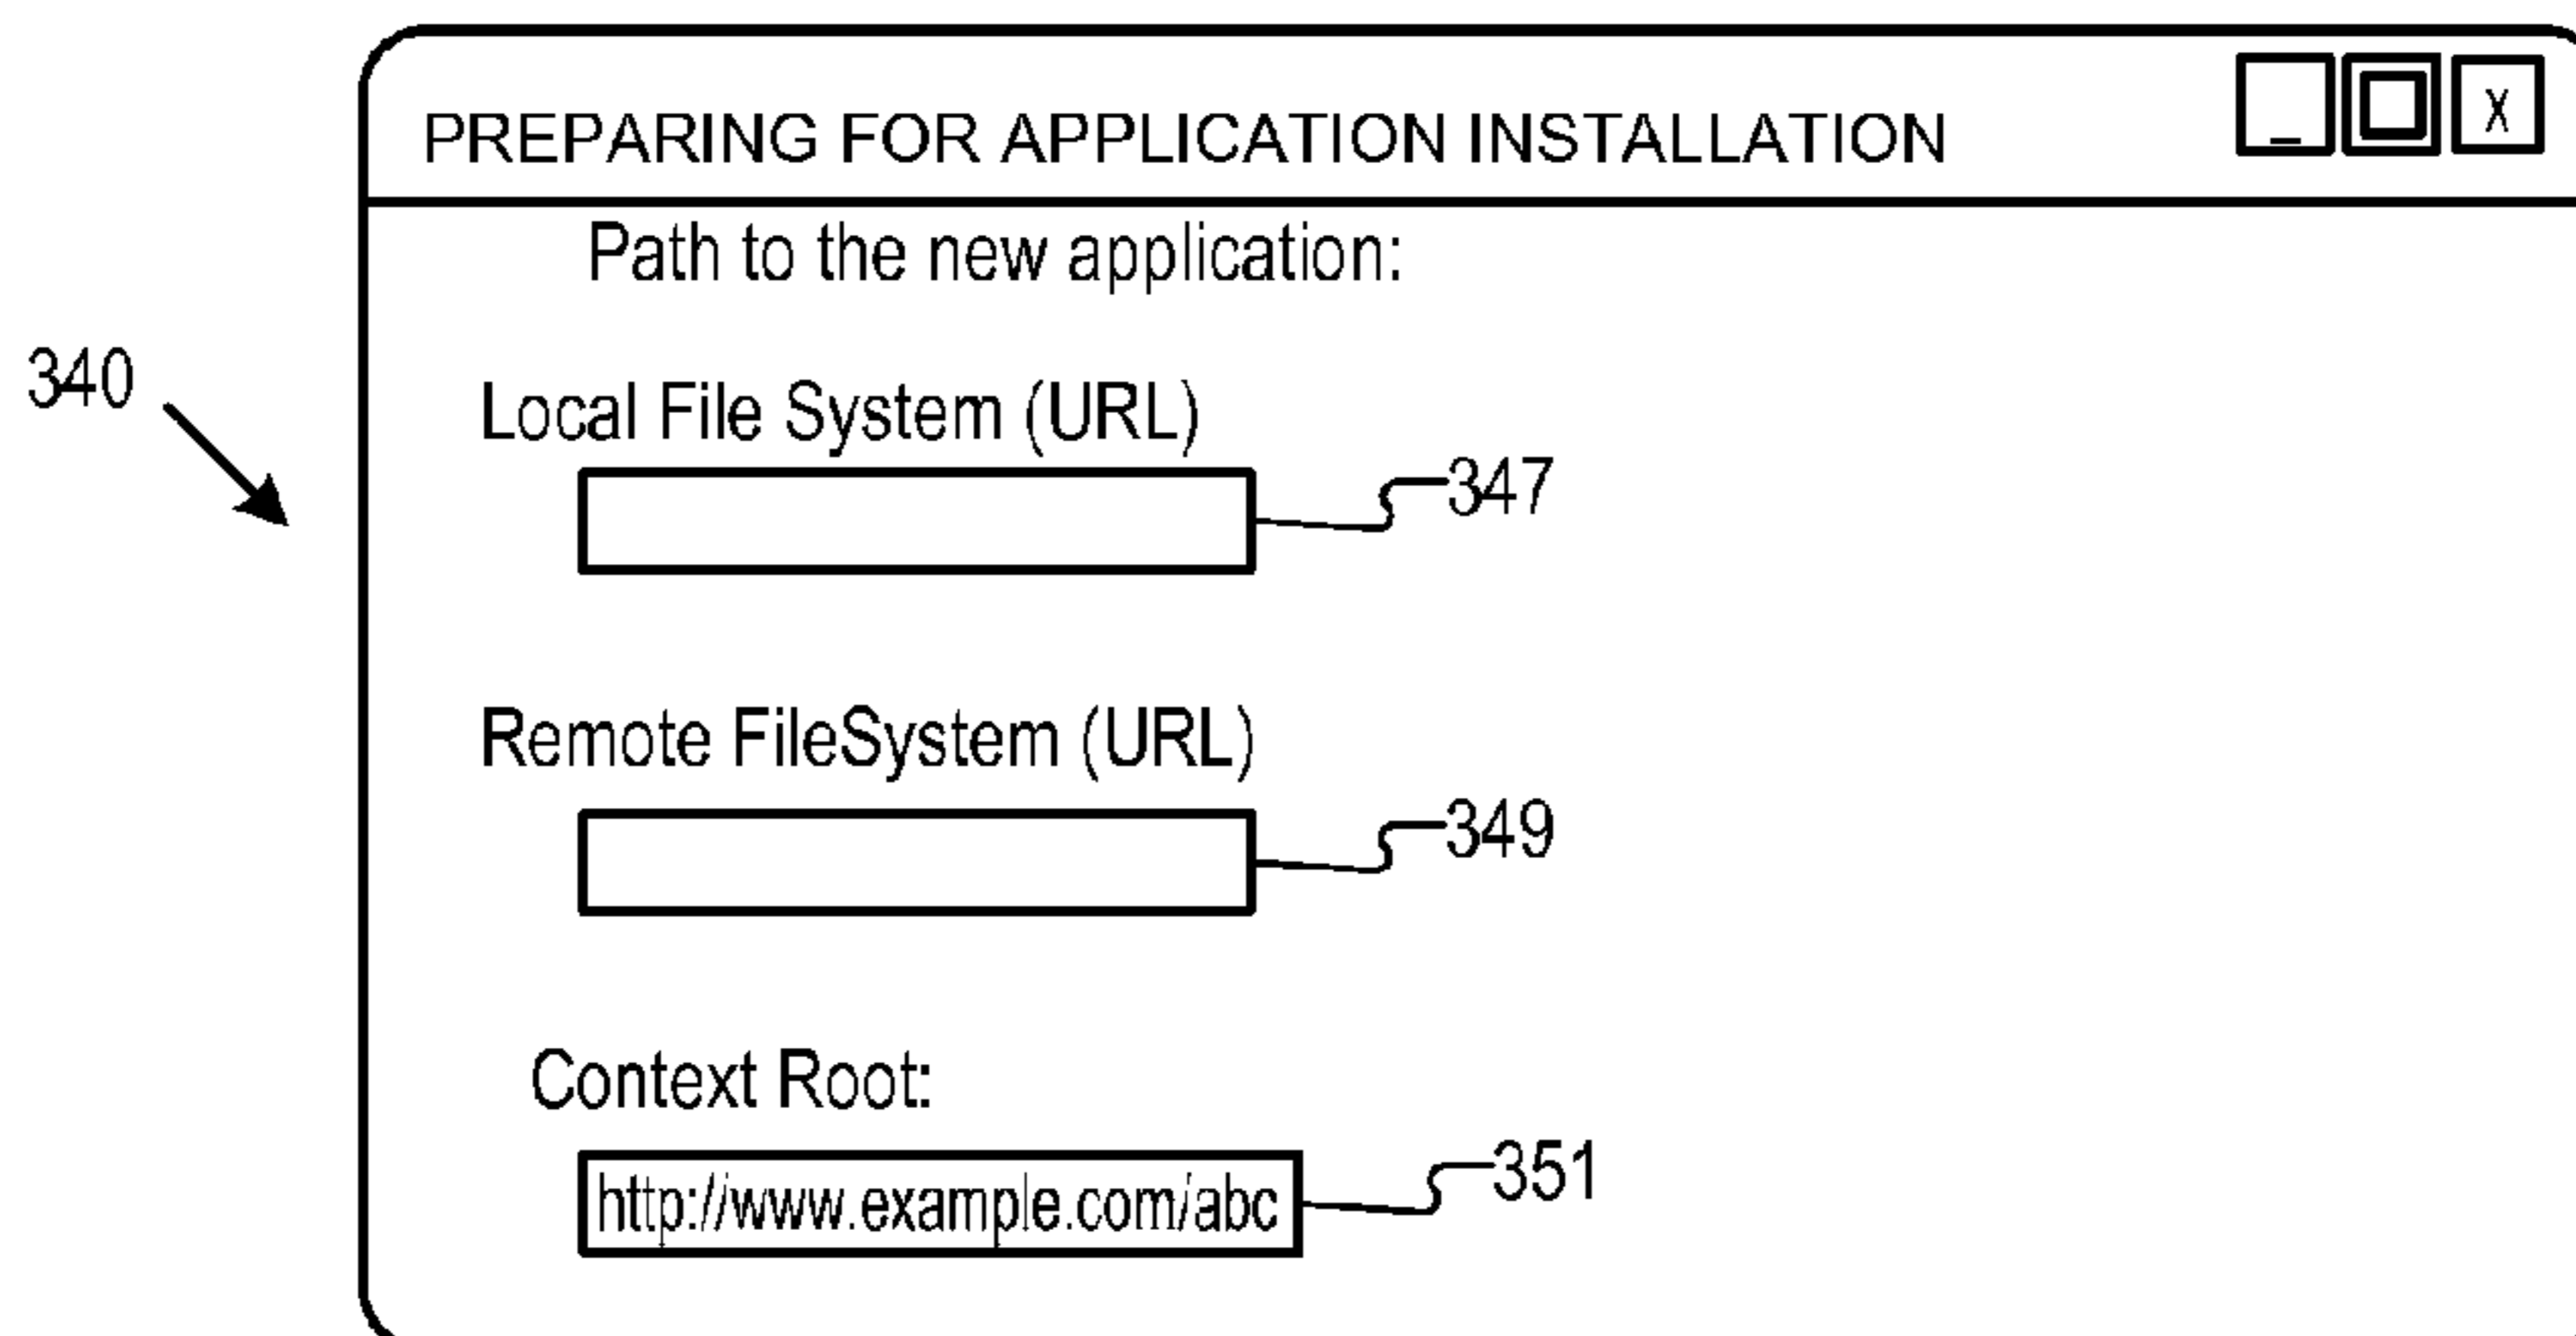 PREPARING FOR APPLICATION INSTALLATION _ X
Path to the new application:
340
Local File System (URL)
347
Remote FileSystem (URL)
349
Context Root:
http://www.example.com/abc 351